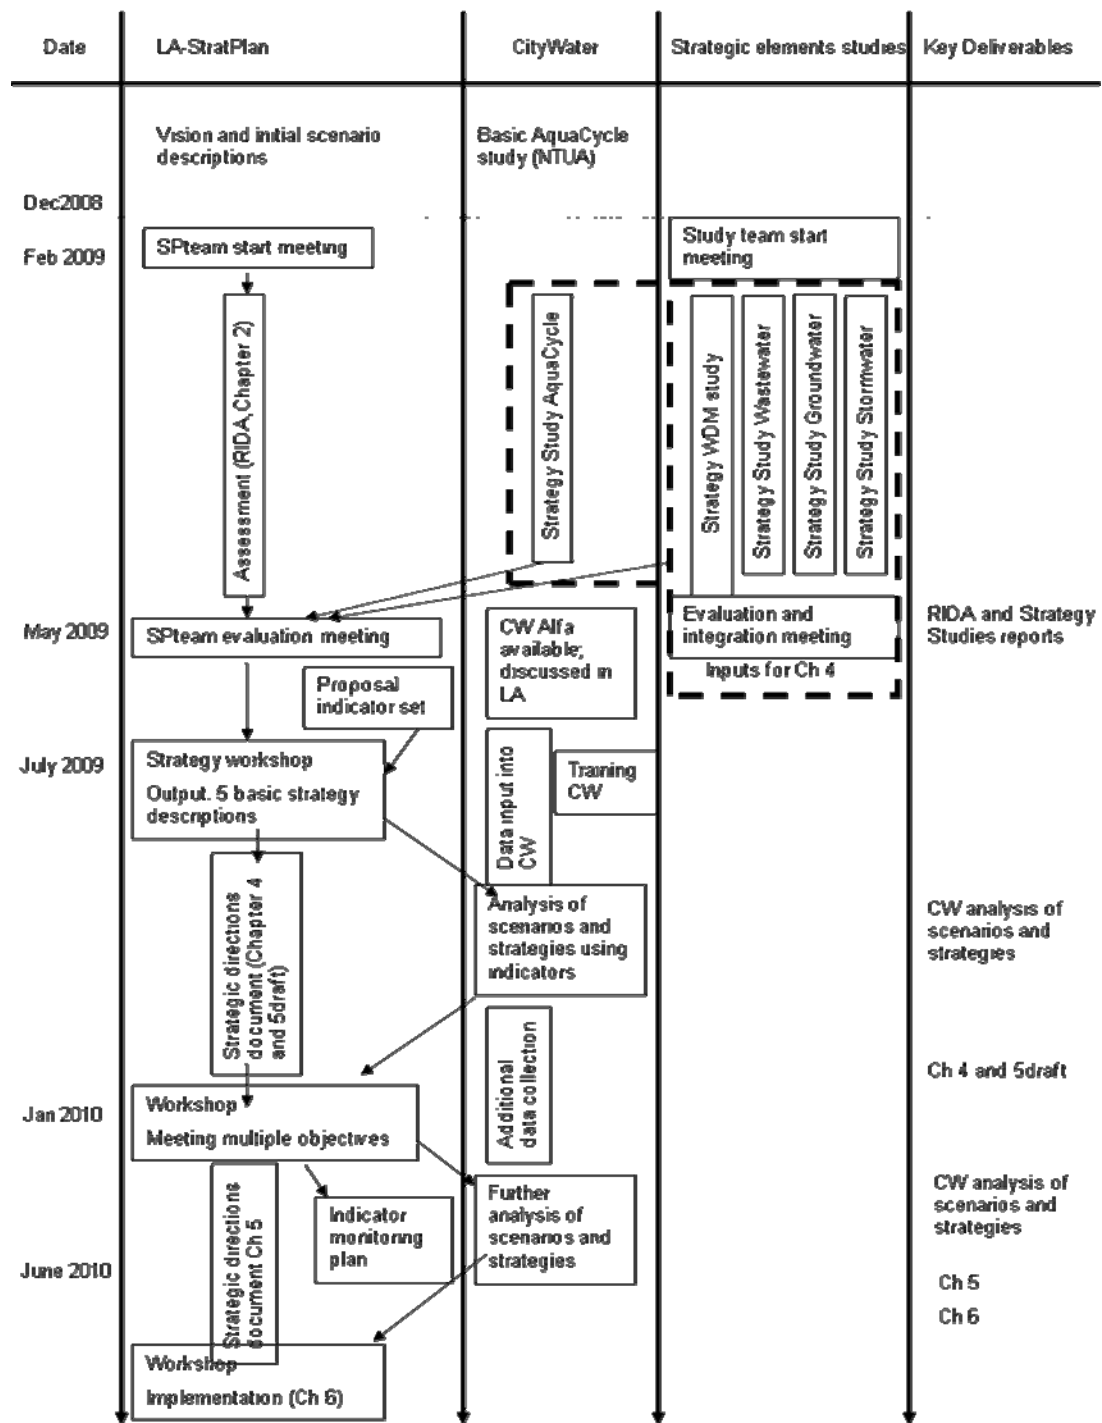 Date
LA-StratPlan
CityWater
Strategic elements studies
Key Deliverables
Vision and initial scenario
descriptions
Basic AquaCycle
study (NTUA)
Dec2008
Feb 2009
SPteam start meeting
Study team start
meeting
Assessment (RIDA, Chapter 2)
Strategy Study AquaCycle
Strategy WDM study
Strategy Study Wastewater
Strategy Study Groundwater
Strategy Study Stormwater
May 2009
SPteam evaluation meeting
CW Alfa
available;
discussed in
LA
Evaluation and
integration meeting
Inputs for Ch 4
RIDA and Strategy
Studies reports
Proposal
indicator set
July 2009
Strategy workshop
Output. 5 basic strategy
descriptions
Data input into
CW
Training
CW
Strategic directions
document (Chapter 4
and 5draft)
Analysis of
scenarios and
strategies using
indicators
CW analysis of
scenarios and
strategies
Additional
data collection
Ch 4 and 5draft
Jan 2010
Workshop
Meeting multiple objectives
Strategic directions
document Ch 5
Indicator
monitoring
plan
Further
analysis of
scenarios and
strategies
CW analysis of
scenarios and
strategies
June 2010
Ch 5
Ch 6
Workshop
Implementation (Ch 6)